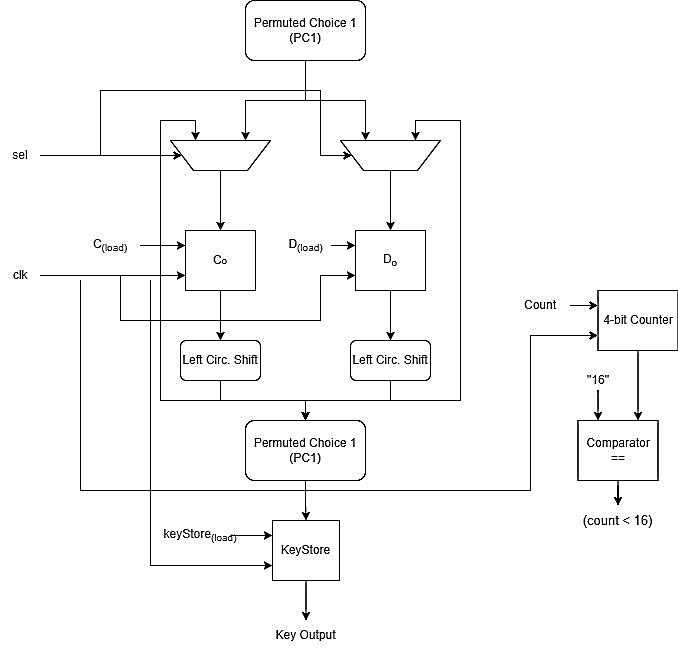 Permuted Choice 1
(PC1)
sel
C(load)
D(load)
Co
Do
clk
Count
4-bit Counter
Left Circ. Shift
Left Circ. Shift
"16"
Permuted Choice 1
(PC1)
Comparator
==
(count < 16)
keyStore(load)
KeyStore
Key Output